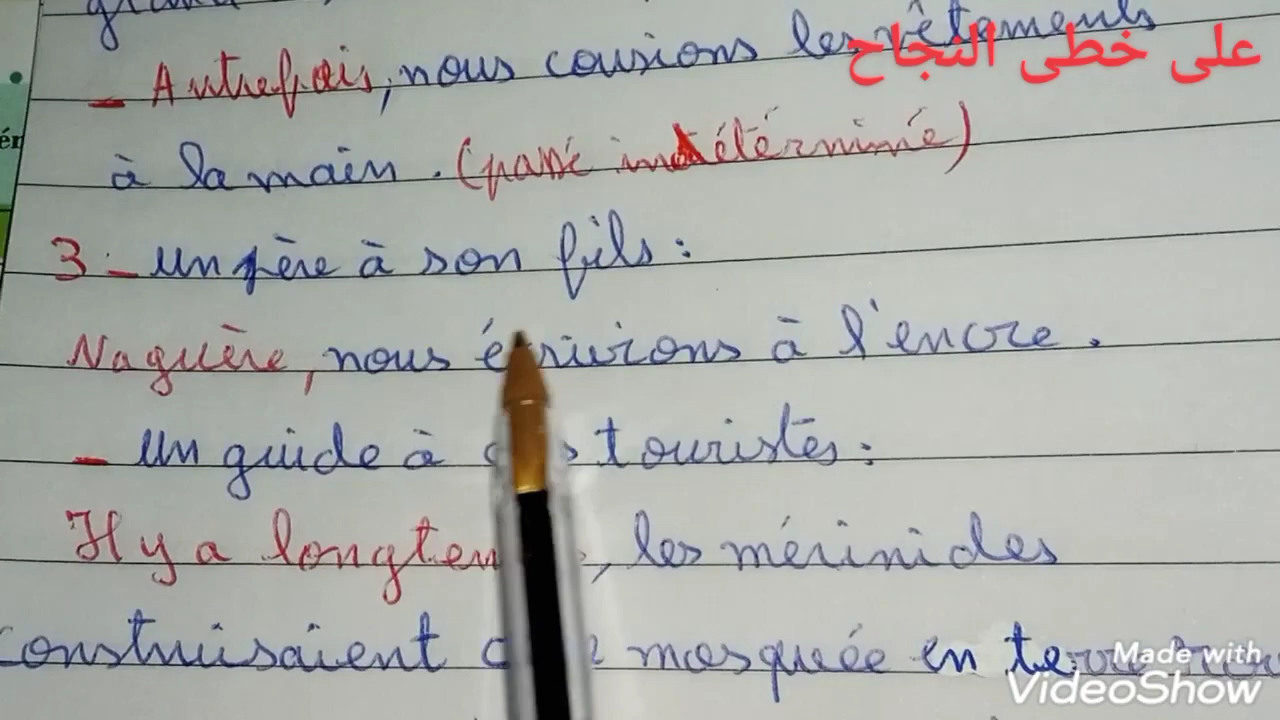 - Autrefois, nous cousions les vêtements
على خطى النجاح
à la main. (passé indéterminé)
3 - un père à son fils :
Naguère, nous écrivions à l'encre.
- un guide à touristes :
Il y a longtemps, les mérinides
construisaient mosquée en
Made with
VideoShow